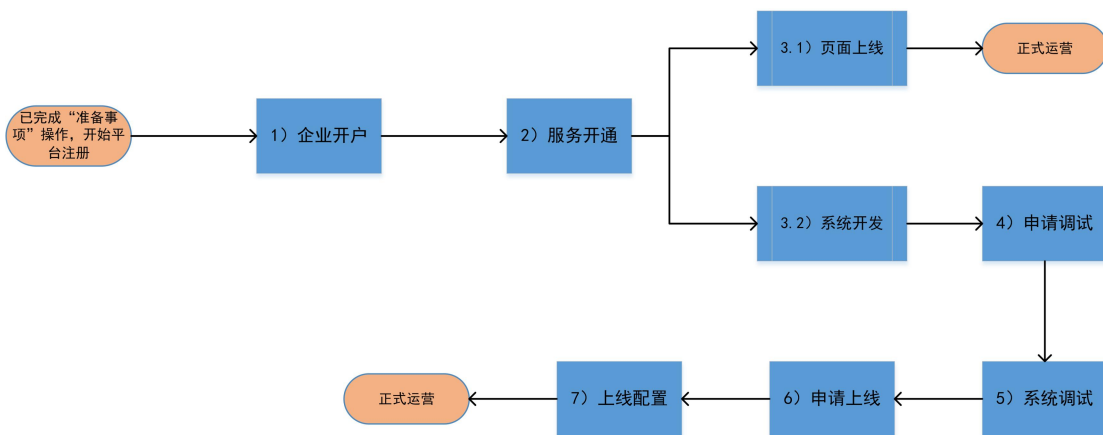 已完成“准备事
项”操作，开始平
台注册
1）企业开户
2）服务开通
3.1）页面上线
正式运营
3.2）系统开发
4）申请调试
5）系统调试
6）申请上线
7）上线配置
正式运营